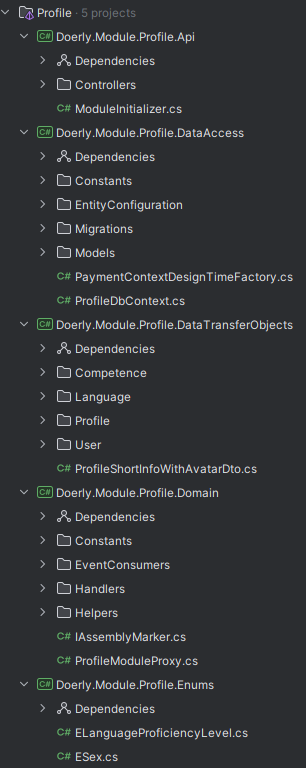 Profile · 5 projects
C# Doerly.Module.Profile.Api
Dependencies
Controllers
C# ModuleInitializer.cs
C# Doerly.Module.Profile.DataAccess
Dependencies
Constants
EntityConfiguration
Migrations
Models
C# PaymentContextDesignTimeFactory.cs
C# ProfileDbContext.cs
C# Doerly.Module.Profile.DataTransferObjects
Dependencies
Competence
Language
Profile
User
C# ProfileShortInfoWithAvatarDto.cs
C# Doerly.Module.Profile.Domain
Dependencies
Constants
EventConsumers
Handlers
Helpers
C# IAssemblyMarker.cs
C# ProfileModuleProxy.cs
C# Doerly.Module.Profile.Enums
Dependencies
C# ELanguageProficiencyLevel.cs
C# ESex.cs